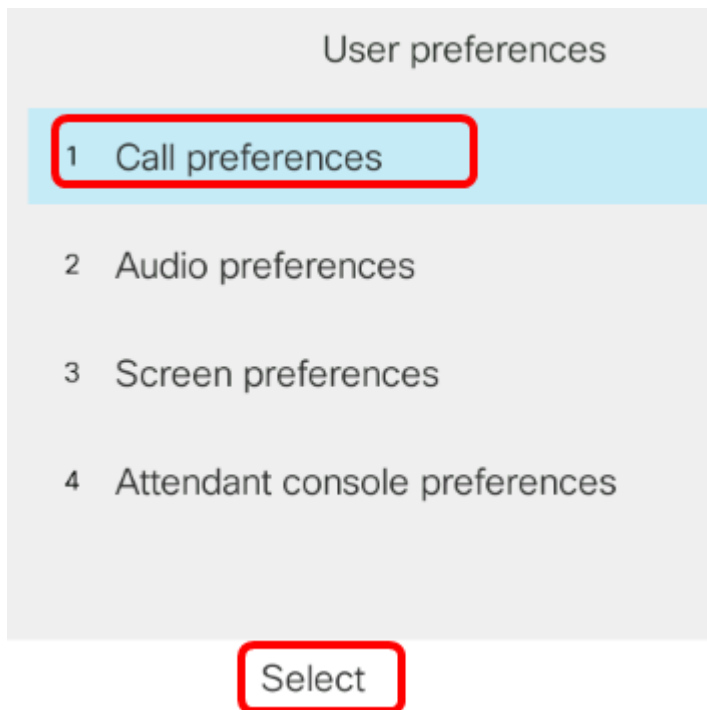 User preferences
1 Call preferences
2 Audio preferences
3 Screen preferences
4 Attendant console preferences
Select